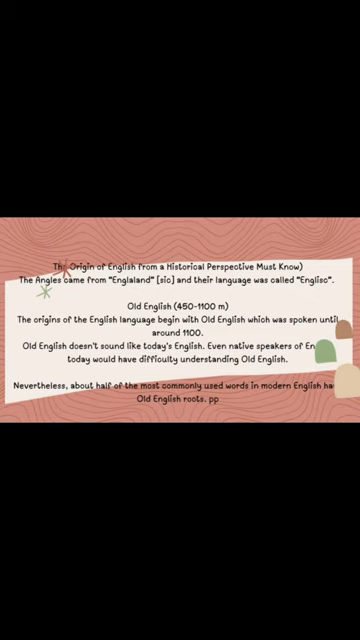 The Origin of English from a Historical Perspective Must Know)
The Angles came from "Englaland" [sic] and their language was called "Englisc".
Old English (450-1100 m)
The origins of the English language begin with Old English which was spoken until
around 1100.
Old English doesn't sound like today's English. Even native speakers of En
today would have difficulty understanding Old English.
Nevertheless, about half of the most commonly used words in modern English ha
Old English roots. pp